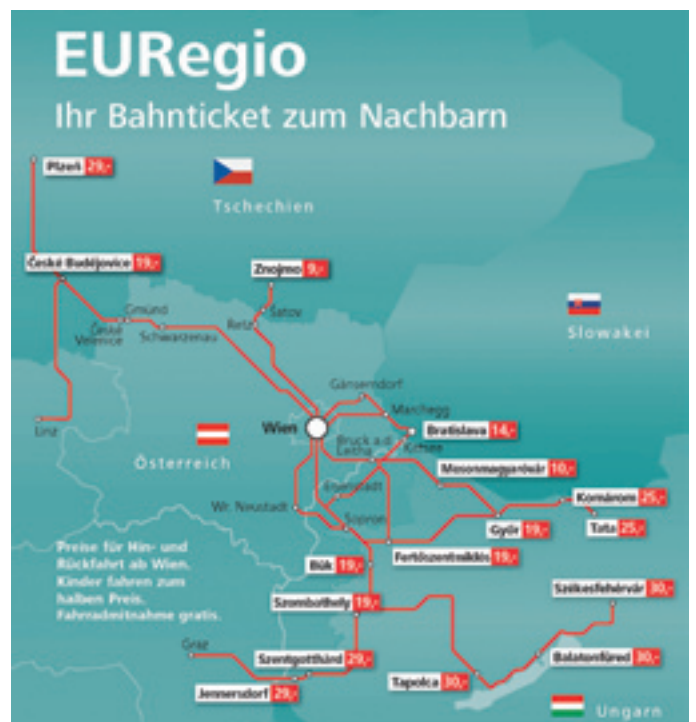 EURegio
Ihr Bahnticket zum Nachbarn
Plzeň 29,-
Tschechien
České Budějovice 19,-
Znojmo 9,-
Gmünd
Šatov
České
Velenice
Schwarzenau
Retz
Slowakei
Gänserndorf
Marchegg
Wien
Bratislava 14,-
Linz
Bruck a.d.
Leitha
Kittsee
Österreich
Mosonmagyaróvár 10,-
Eisenstadt
Komárom 25,-
Wr. Neustadt
Sopron
Győr 19,-
Tata 25,-
Preise für Hin- und
Rückfahrt ab Wien.
Kinder fahren zum
halben Preis.
Fahrradmitnahme gratis.
Fertőszentmiklós 19,-
Bük 19,-
Székesfehérvár 30,-
Szombathely 19,-
Graz
Szentgotthárd 29,-
Balatonfüred 30,-
Jennersdorf 29,-
Tapolca 30,-
Ungarn